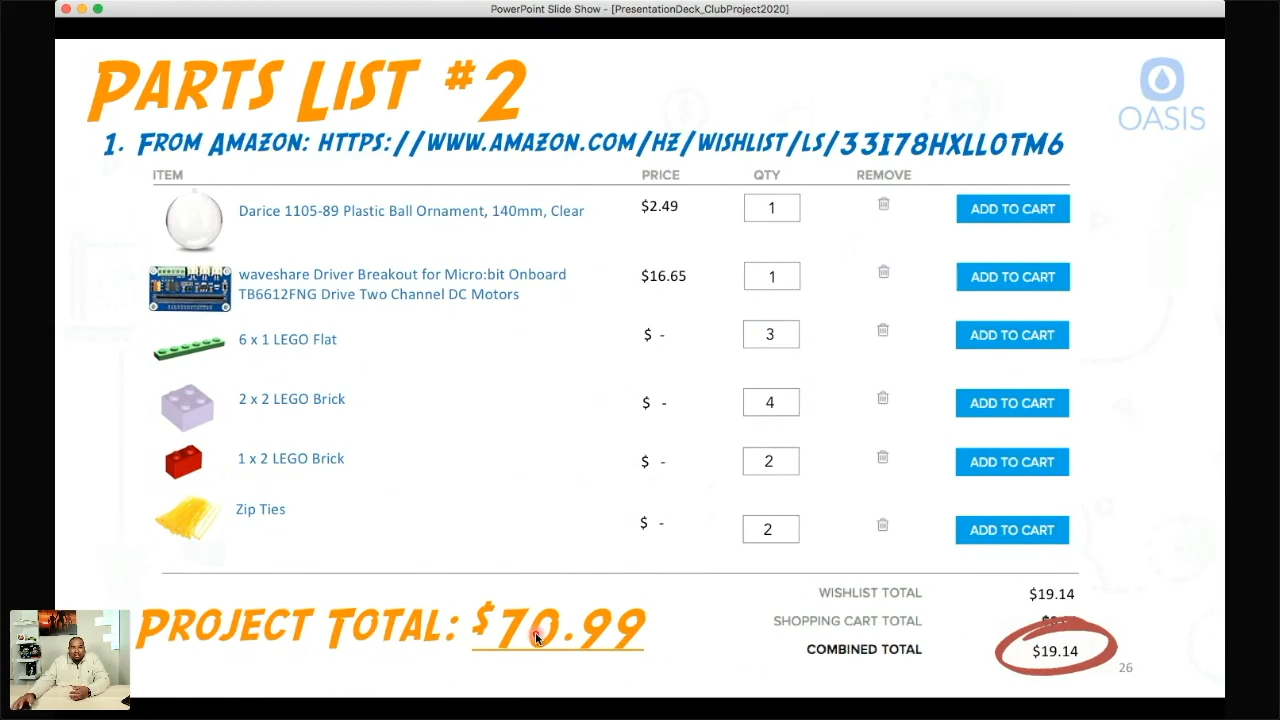 PowerPoint Slide Show - [PresentationDeck_ClubProject2020]
PARTS LIST #2
OASIS
1. FROM AMAZON: HTTPS://WWW.AMAZON.COM/HZ/WISHLIST/LS/33I78HXLLOTM6
ITEM PRICE QTY REMOVE
Darice 1105-89 Plastic Ball Ornament, 140mm, Clear $2.49 1 ADD TO CART
waveshare Driver Breakout for Micro:bit Onboard $16.65 1 ADD TO CART
TB6612FNG Drive Two Channel DC Motors
6 x 1 LEGO Flat $ - 3 ADD TO CART
2 x 2 LEGO Brick $ - 4 ADD TO CART
1 x 2 LEGO Brick $ - 2 ADD TO CART
Zip Ties $ - 2 ADD TO CART
WISHLIST TOTAL $19.14
PROJECT TOTAL: $70.99
SHOPPING CART TOTAL
COMBINED TOTAL $19.14
26